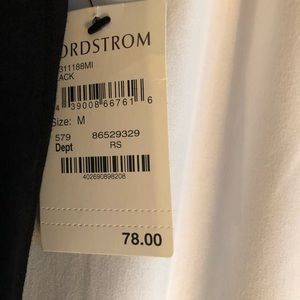 ORDSTROM
311188MI
ACK
4 39008 66761 6
Size: M
579 86529329
Dept RS
402690898208
78.00